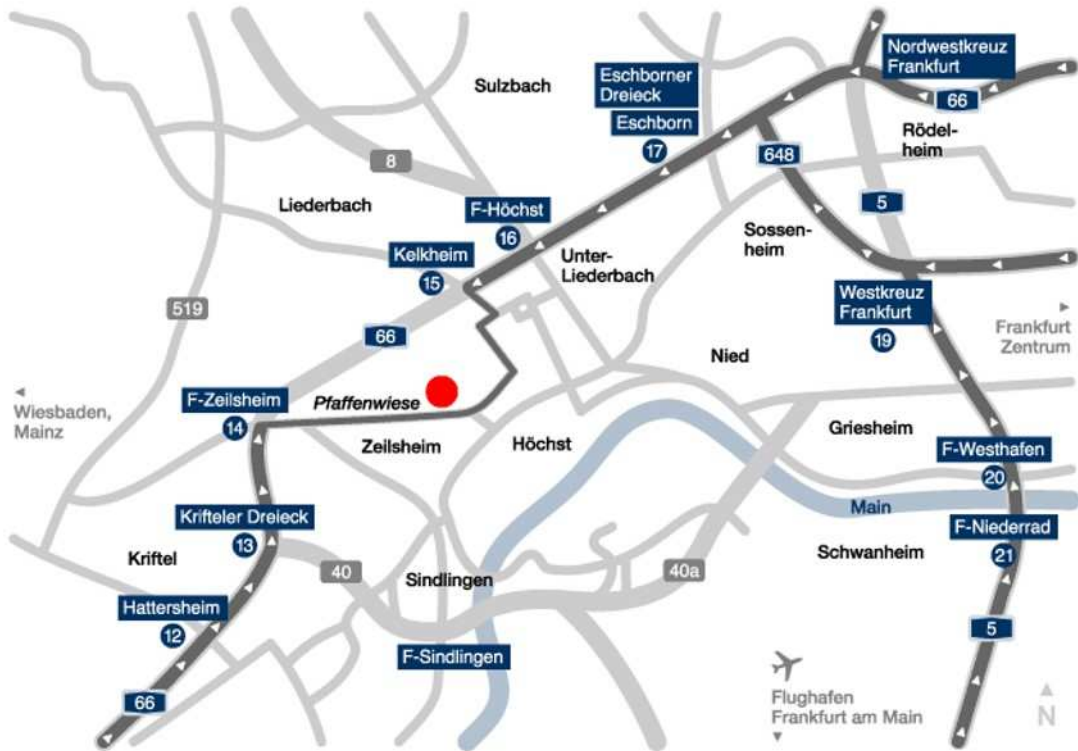 Nordwestkreuz
Frankfurt
Eschborner
Dreieck
Sulzbach
66
Eschborn
17
Rödel-
heim
648
8
5
Liederbach
F-Höchst
16
Sossen-
heim
Unter-
Liederbach
Kelkheim
15
Westkreuz
Frankfurt
19
519
66
Frankfurt
Zentrum
Nied
F-Zeilsheim
14
Pfaffenwiese
Wiesbaden,
Mainz
Zeilsheim
Höchst
Griesheim
F-Westhafen
20
Main
Krifteler Dreieck
13
F-Niederrad
21
Kriftel
Schwanheim
40
Sindlingen
40a
Hattersheim
12
5
F-Sindlingen
66
Flughafen
Frankfurt am Main
N